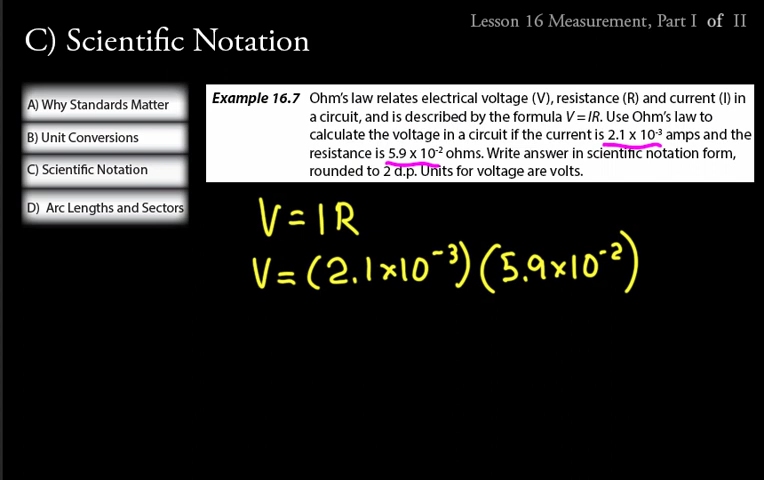 Lesson 16 Measurement, Part I of II
C) Scientific Notation
A) Why Standards Matter
B) Unit Conversions
C) Scientific Notation
D) Arc Lengths and Sectors
Example 16.7 Ohm's law relates electrical voltage (V), resistance (R) and current (I) in
a circuit, and is described by the formula V = IR. Use Ohm's law to
calculate the voltage in a circuit if the current is 2.1 x 10⁻³ amps and the
resistance is 5.9 x 10⁻² ohms. Write answer in scientific notation form,
rounded to 2 d.p. Units for voltage are volts.
V = IR
V = (2.1×10⁻³)(5.9×10⁻²)